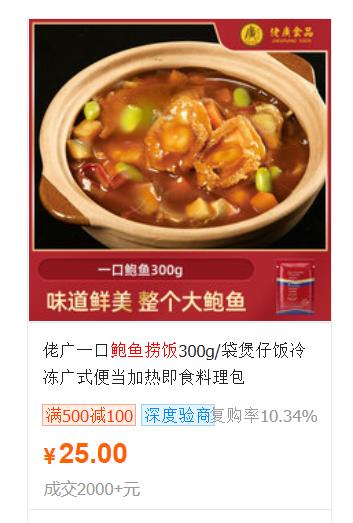 佬廣食品
一口鲍鱼300g
味道鲜美 整个大鲍鱼
佬广一口鲍鱼捞饭300g/袋煲仔饭冷
冻广式便当加热即食料理包
满500减100 深度验商 复购率10.34%
¥25.00
成交2000+元